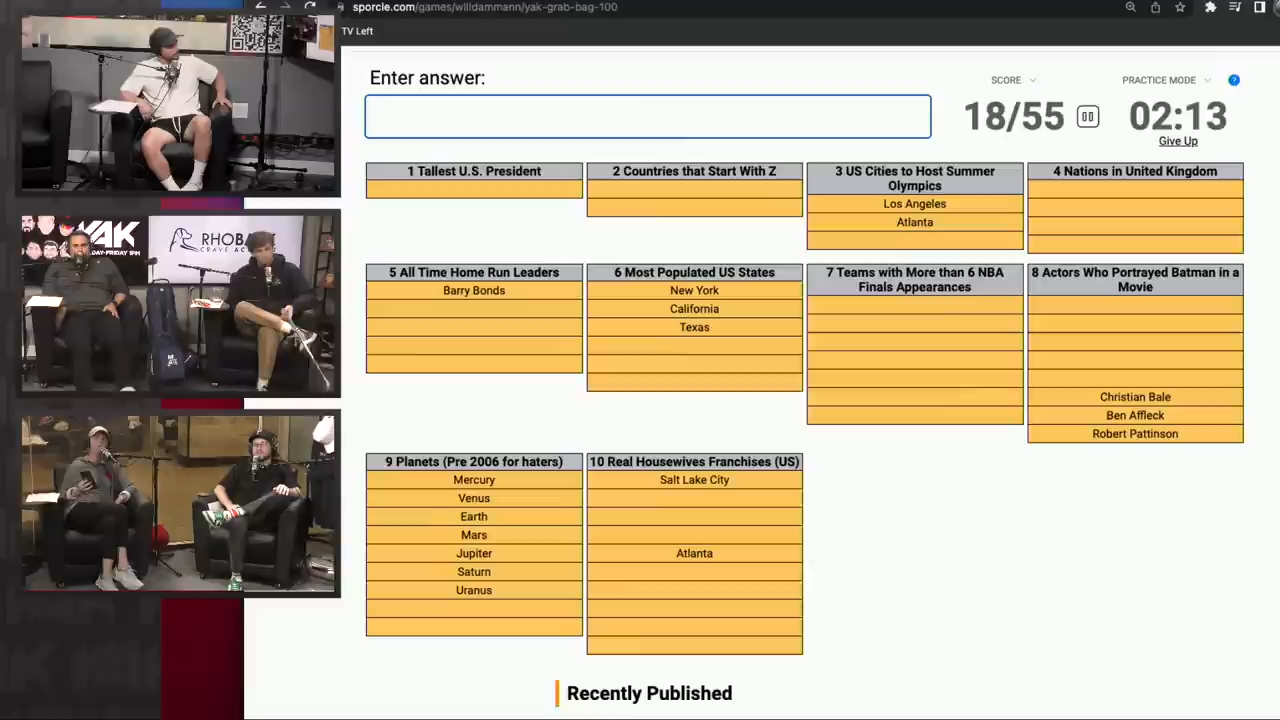 sporcle.com/games/willdammann/yak-grab-bag-100
TV Left
Enter answer:
SCORE
PRACTICE MODE
?
18/55
02:13
Give Up
1 Tallest U.S. President
2 Countries that Start With Z
3 US Cities to Host Summer
Olympics
Los Angeles
Atlanta
4 Nations in United Kingdom
5 All Time Home Run Leaders
Barry Bonds
6 Most Populated US States
New York
California
Texas
7 Teams with More than 6 NBA
Finals Appearances
8 Actors Who Portrayed Batman in a
Movie
Christian Bale
Ben Affleck
Robert Pattinson
9 Planets (Pre 2006 for haters)
Mercury
Venus
Earth
Mars
Jupiter
Saturn
Uranus
10 Real Housewives Franchises (US)
Salt Lake City
Atlanta
Recently Published
YAK